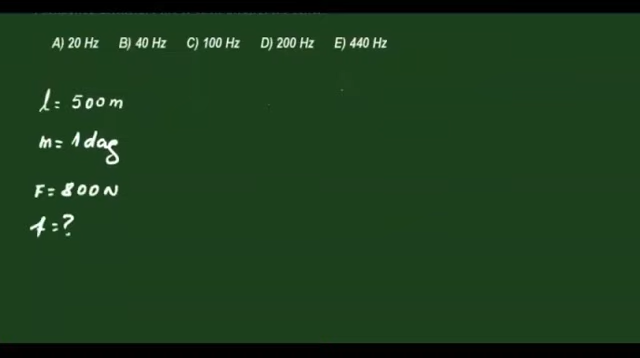 A) 20 Hz B) 40 Hz C) 100 Hz D) 200 Hz E) 440 Hz
l = 500 m
m = 1 dag
F = 800 N
f = ?